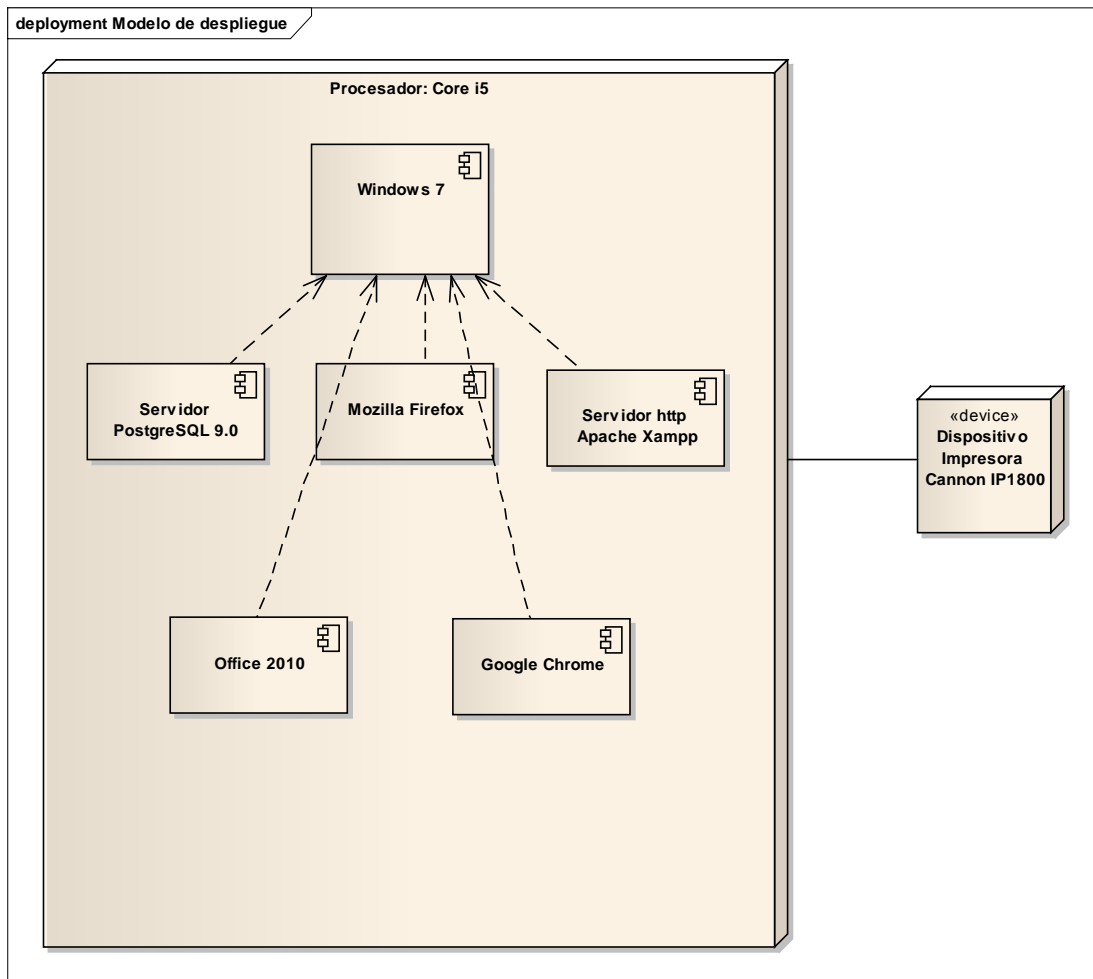 deployment Modelo de despliegue
Procesador: Core i5
Windows 7
Servidor
PostgreSQL 9.0
Mozilla Firefox
Servidor http
Apache Xampp
«device»
Dispositivo
Impresora
Cannon IP1800
Office 2010
Google Chrome